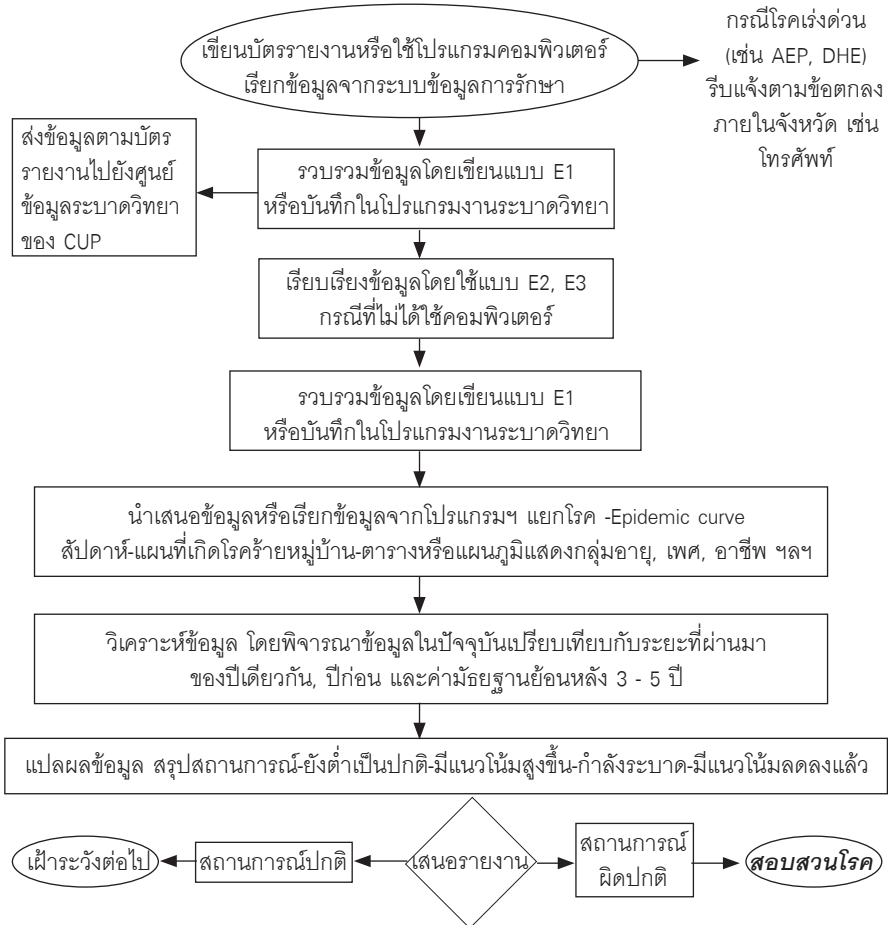 เขียนบัตรรายงานหรือใช้โปรแกรมคอมพิวเตอร์
เรียกข้อมูลจากระบบข้อมูลการรักษา
กรณีโรคเร่งด่วน
(เช่น AEP, DHE)
รีบแจ้งตามข้อตกลง
ภายในจังหวัด เช่น
โทรศัพท์
ส่งข้อมูลตามบัตร
รายงานไปยังศูนย์
ข้อมูลระบาดวิทยา
ของ CUP
รวบรวมข้อมูลโดยเขียนแบบ E1
หรือบันทึกในโปรแกรมงานระบาดวิทยา
เรียบเรียงข้อมูลโดยใช้แบบ E2, E3
กรณีที่ไม่ได้ใช้คอมพิวเตอร์
รวบรวมข้อมูลโดยเขียนแบบ E1
หรือบันทึกในโปรแกรมงานระบาดวิทยา
นำเสนอข้อมูลหรือเรียกข้อมูลจากโปรแกรมฯ แยกโรค -Epidemic curve
สัปดาห์-แผนที่เกิดโรคร้ายหมู่บ้าน-ตารางหรือแผนภูมิแสดงกลุ่มอายุ, เพศ, อาชีพ ฯลฯ
วิเคราะห์ข้อมูล โดยพิจารณาข้อมูลในปัจจุบันเปรียบเทียบกับระยะที่ผ่านมา
ของปีเดียวกัน, ปีก่อน และค่ามัธยฐานย้อนหลัง 3 - 5 ปี
แปลผลข้อมูล สรุปสถานการณ์-ยังต่ำเป็นปกติ-มีแนวโน้มสูงขึ้น-กำลังระบาด-มีแนวโน้มลดลงแล้ว
เฝ้าระวังต่อไป
สถานการณ์ปกติ
เสนอรายงาน
สถานการณ์
ผิดปกติ
สอบสวนโรค